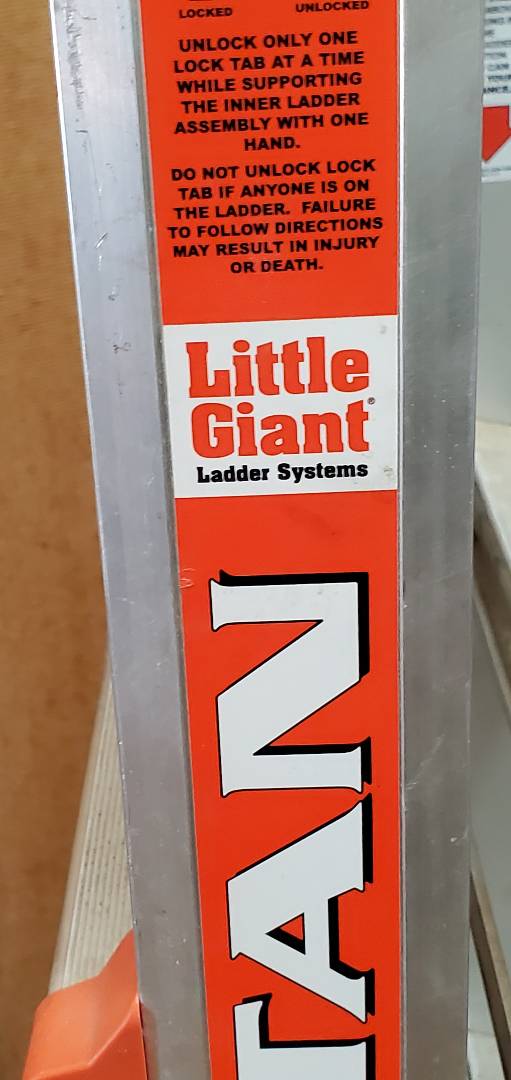 LOCKED UNLOCKED
UNLOCK ONLY ONE
LOCK TAB AT A TIME
WHILE SUPPORTING
THE INNER LADDER
ASSEMBLY WITH ONE
HAND.
DO NOT UNLOCK LOCK
TAB IF ANYONE IS ON
THE LADDER. FAILURE
TO FOLLOW DIRECTIONS
MAY RESULT IN INJURY
OR DEATH.
Little
Giant®
Ladder Systems
TAN